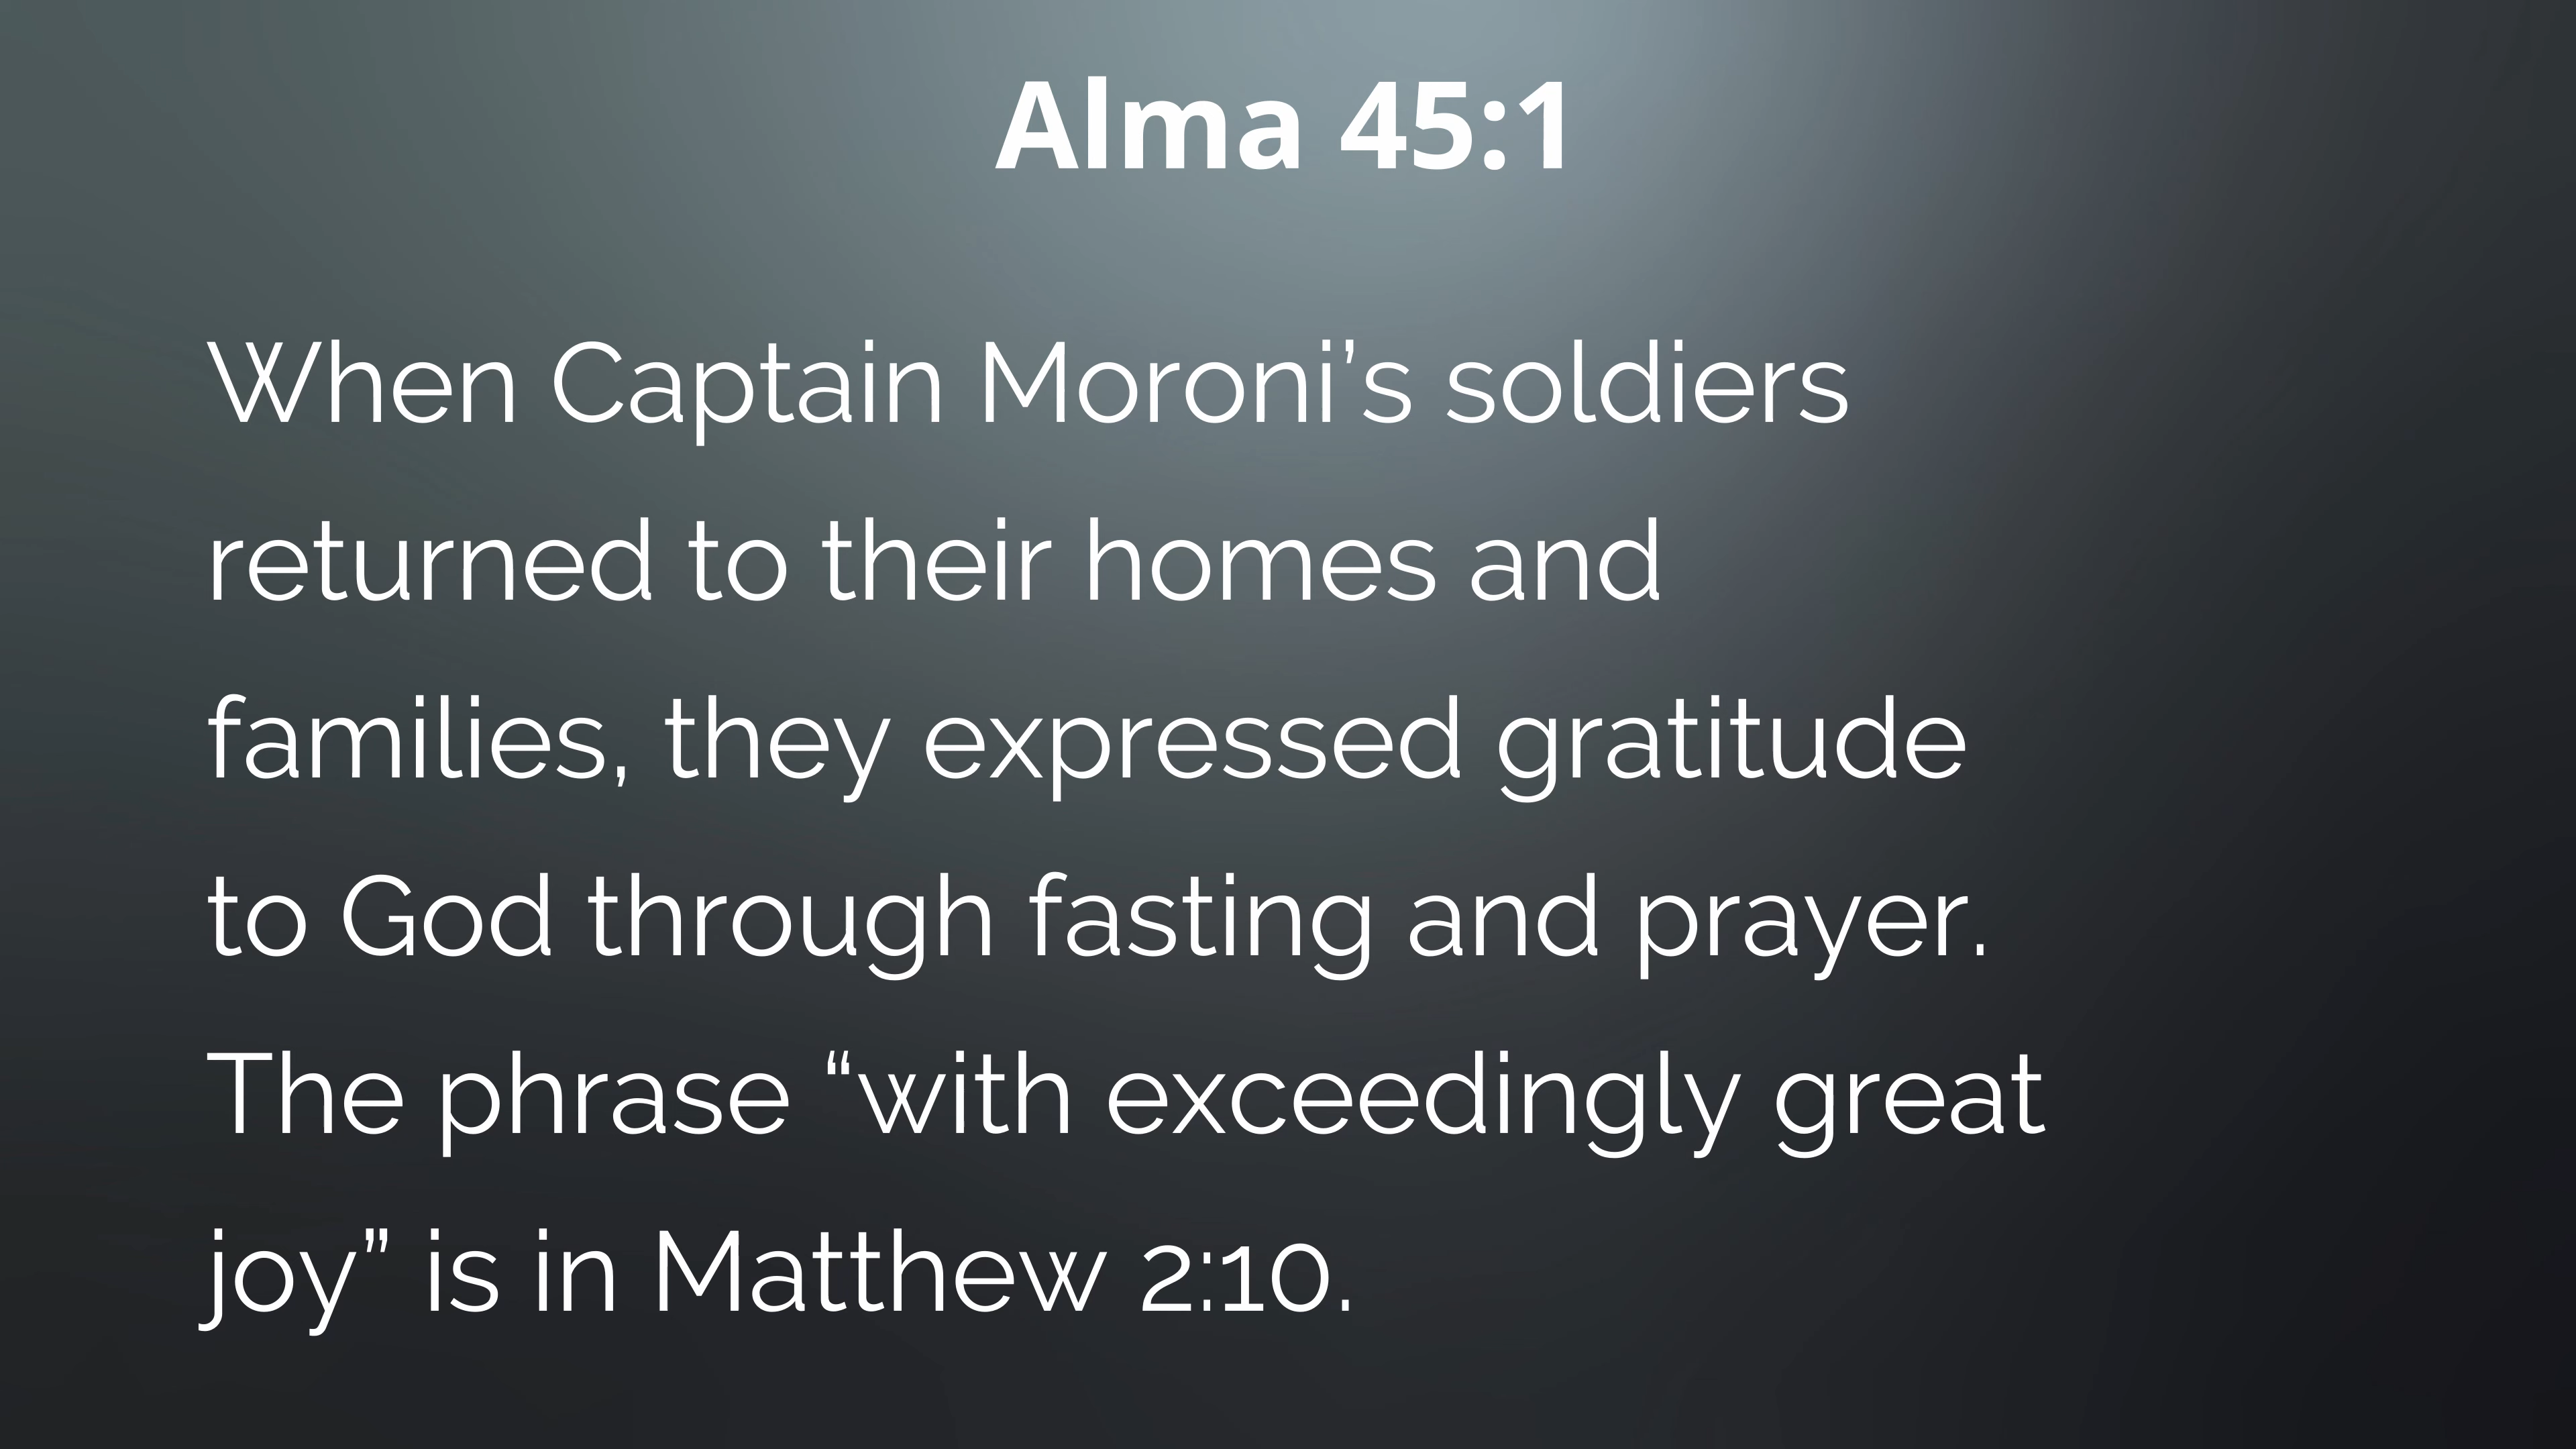 Alma 45:1
When Captain Moroni’s soldiers
returned to their homes and
families, they expressed gratitude
to God through fasting and prayer.
The phrase “with exceedingly great
joy” is in Matthew 2:10.